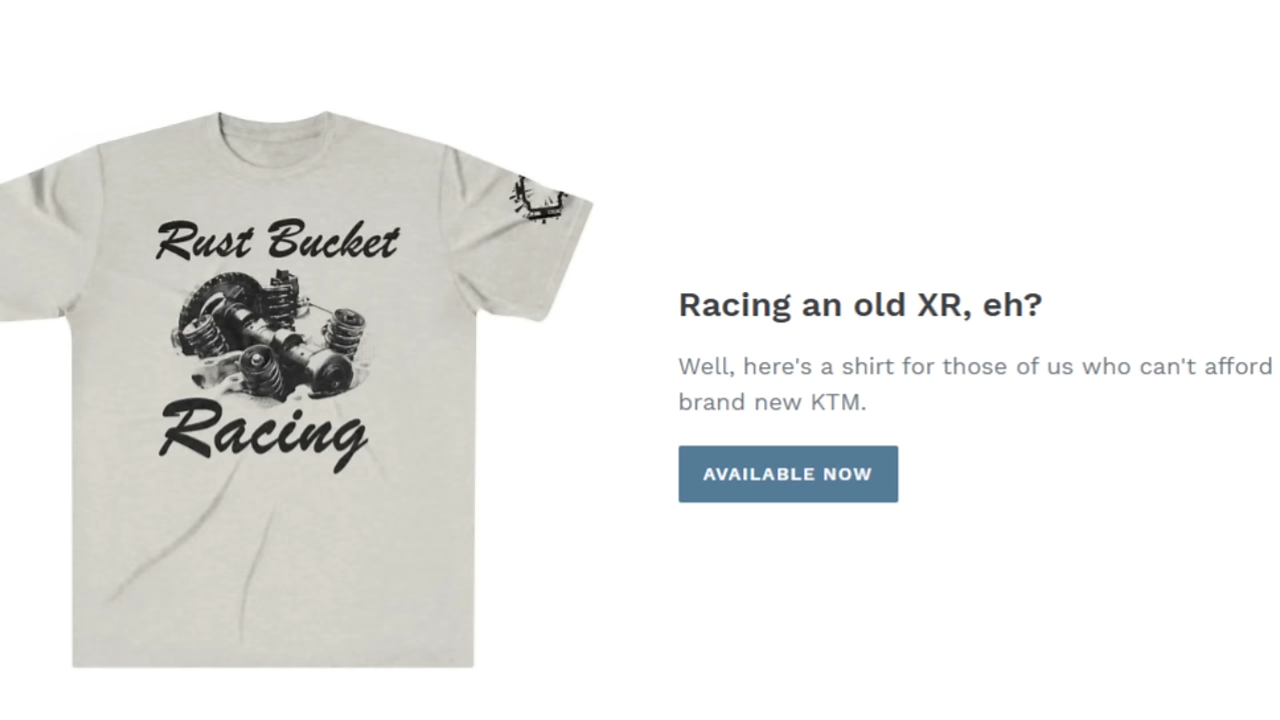 Rust Bucket
Racing
Racing an old XR, eh?
Well, here's a shirt for those of us who can't afford
brand new KTM.
AVAILABLE NOW